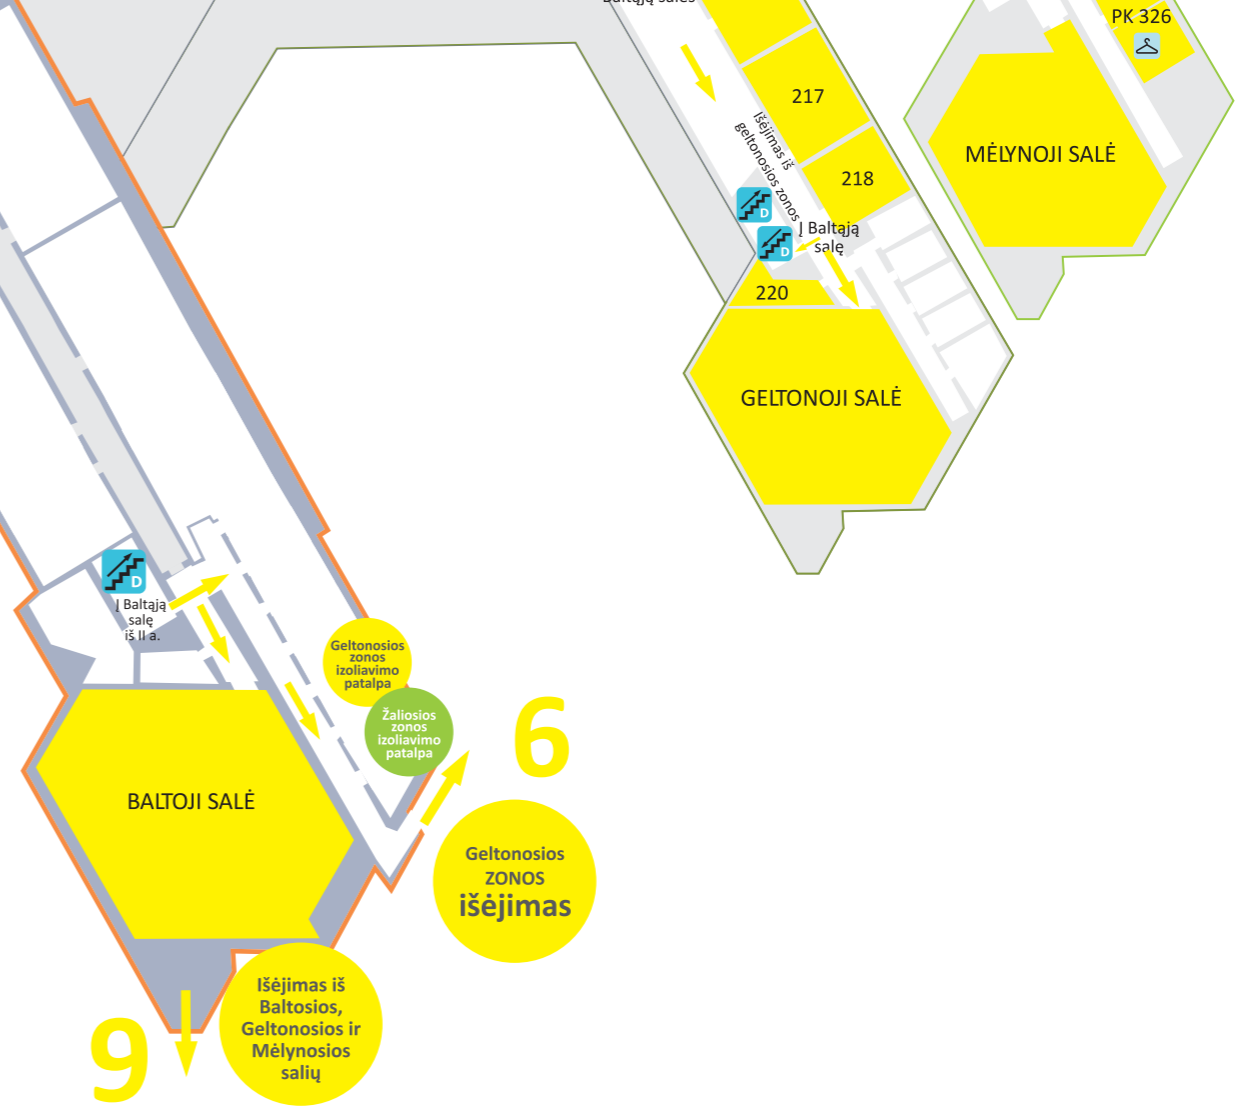 Baltąją salės
PK 326
217
Išėjimas iš
geltonosios zonos
MĖLYNOJI SALĖ
218
D
Į Baltąją
salę
D
220
GELTONOJI SALĖ
D
Į Baltąją
salę
iš II a.
Geltonosios
zonos
izoliavimo
patalpa
Žaliosios
zonos
izoliavimo
patalpa
6
BALTOJI SALĖ
Geltonosios
ZONOS
išėjimas
Išėjimas iš
Baltosios,
Geltonosios ir
Mėlynosios
salių
9